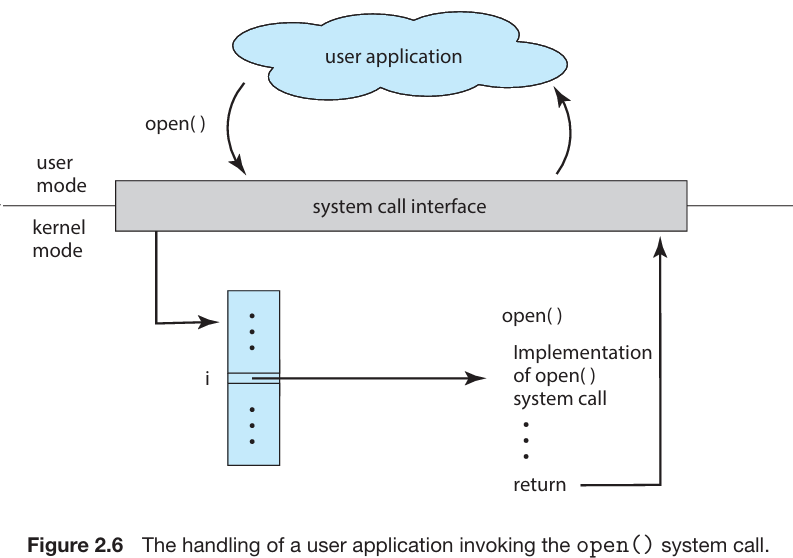 user application
open( )
user
mode
system call interface
kernel
mode
open( )
i
Implementation
of open( )
system call
return
Figure 2.6 The handling of a user application invoking the open() system call.